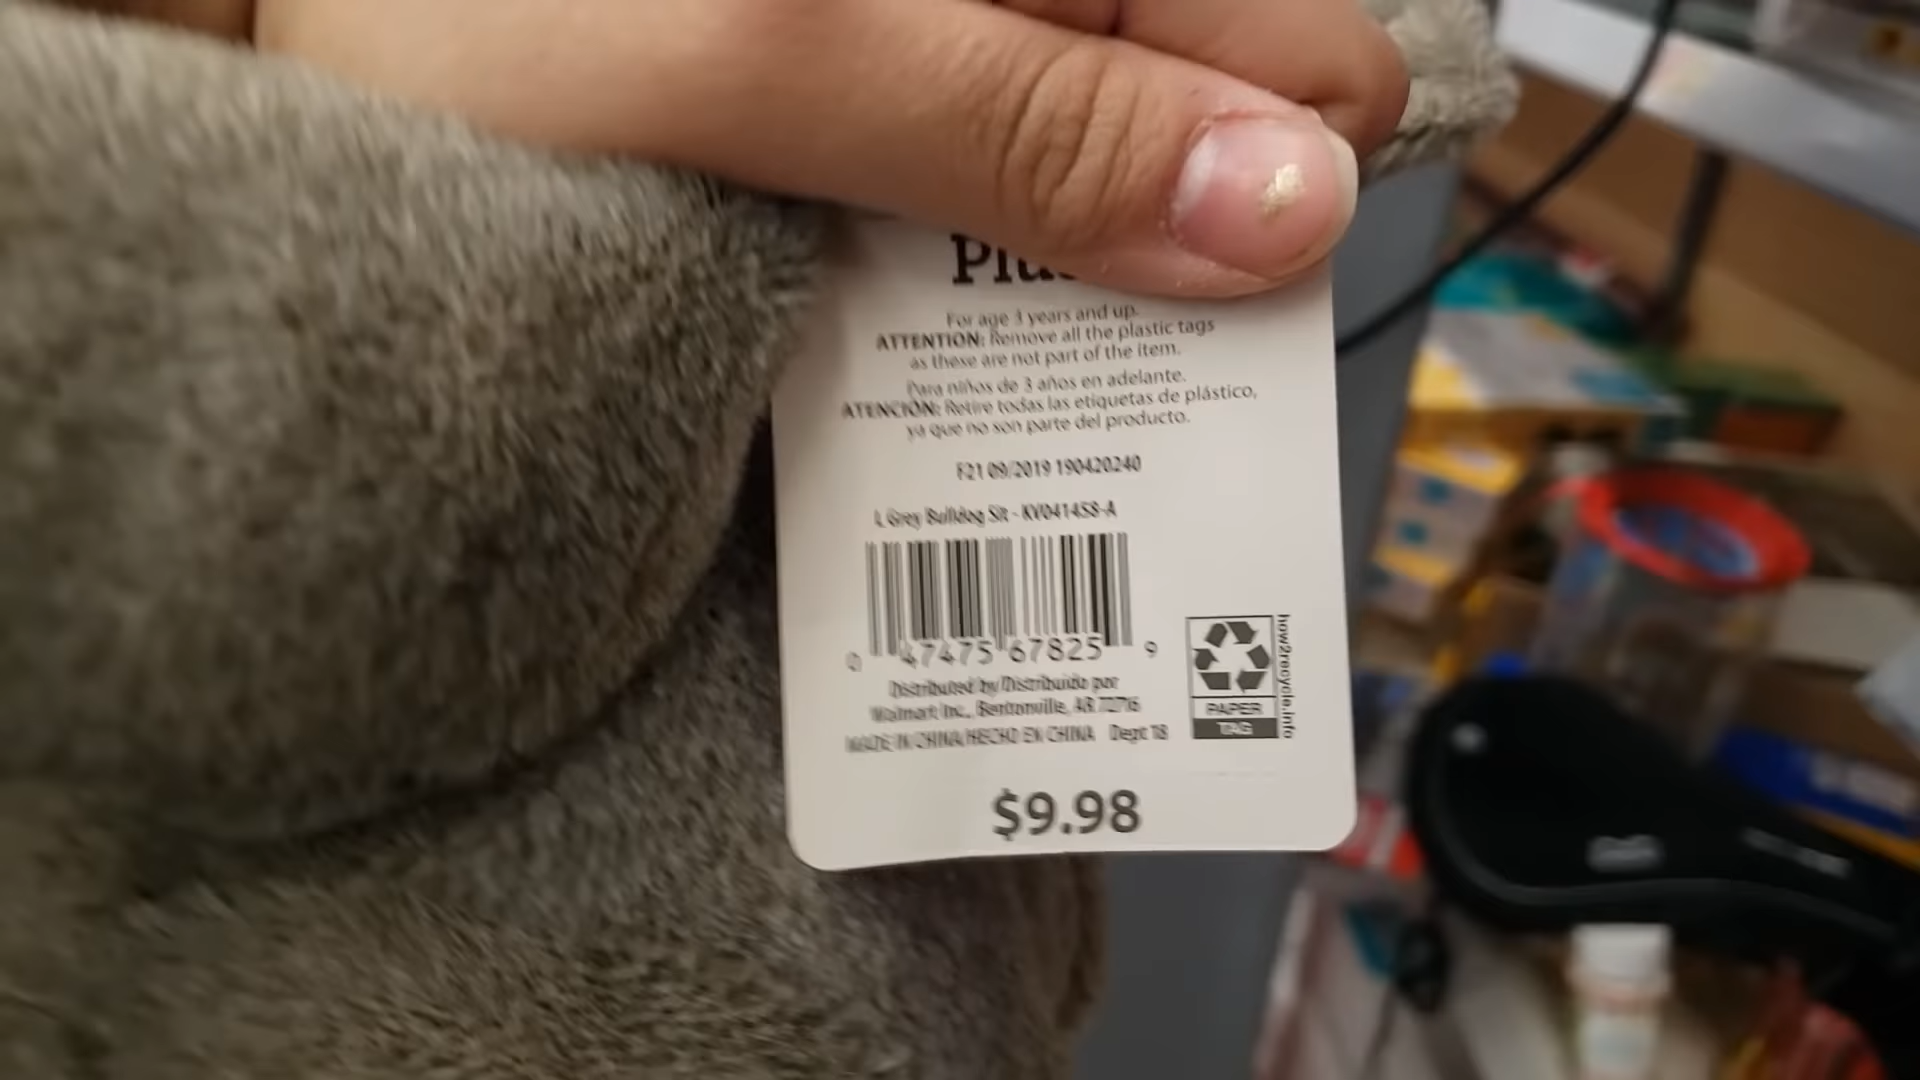 For age 3 years and up.
ATTENTION: Remove all the plastic tags
as these are not part of the item.
Para niños de 3 años en adelante.
ATENCIÓN: Retire todas las etiquetas de plástico,
ya que no son parte del producto.
F21 09/2019 190420240
L Grey Bulldog Sit - KV041458-A
0 47475 67825 9
Distributed by/Distribuido por
Walmart Inc., Bentonville, AR 72716
MADE IN CHINA/HECHO EN CHINA Dept 18
how2recycle.info
PAPER
TAG
$9.98